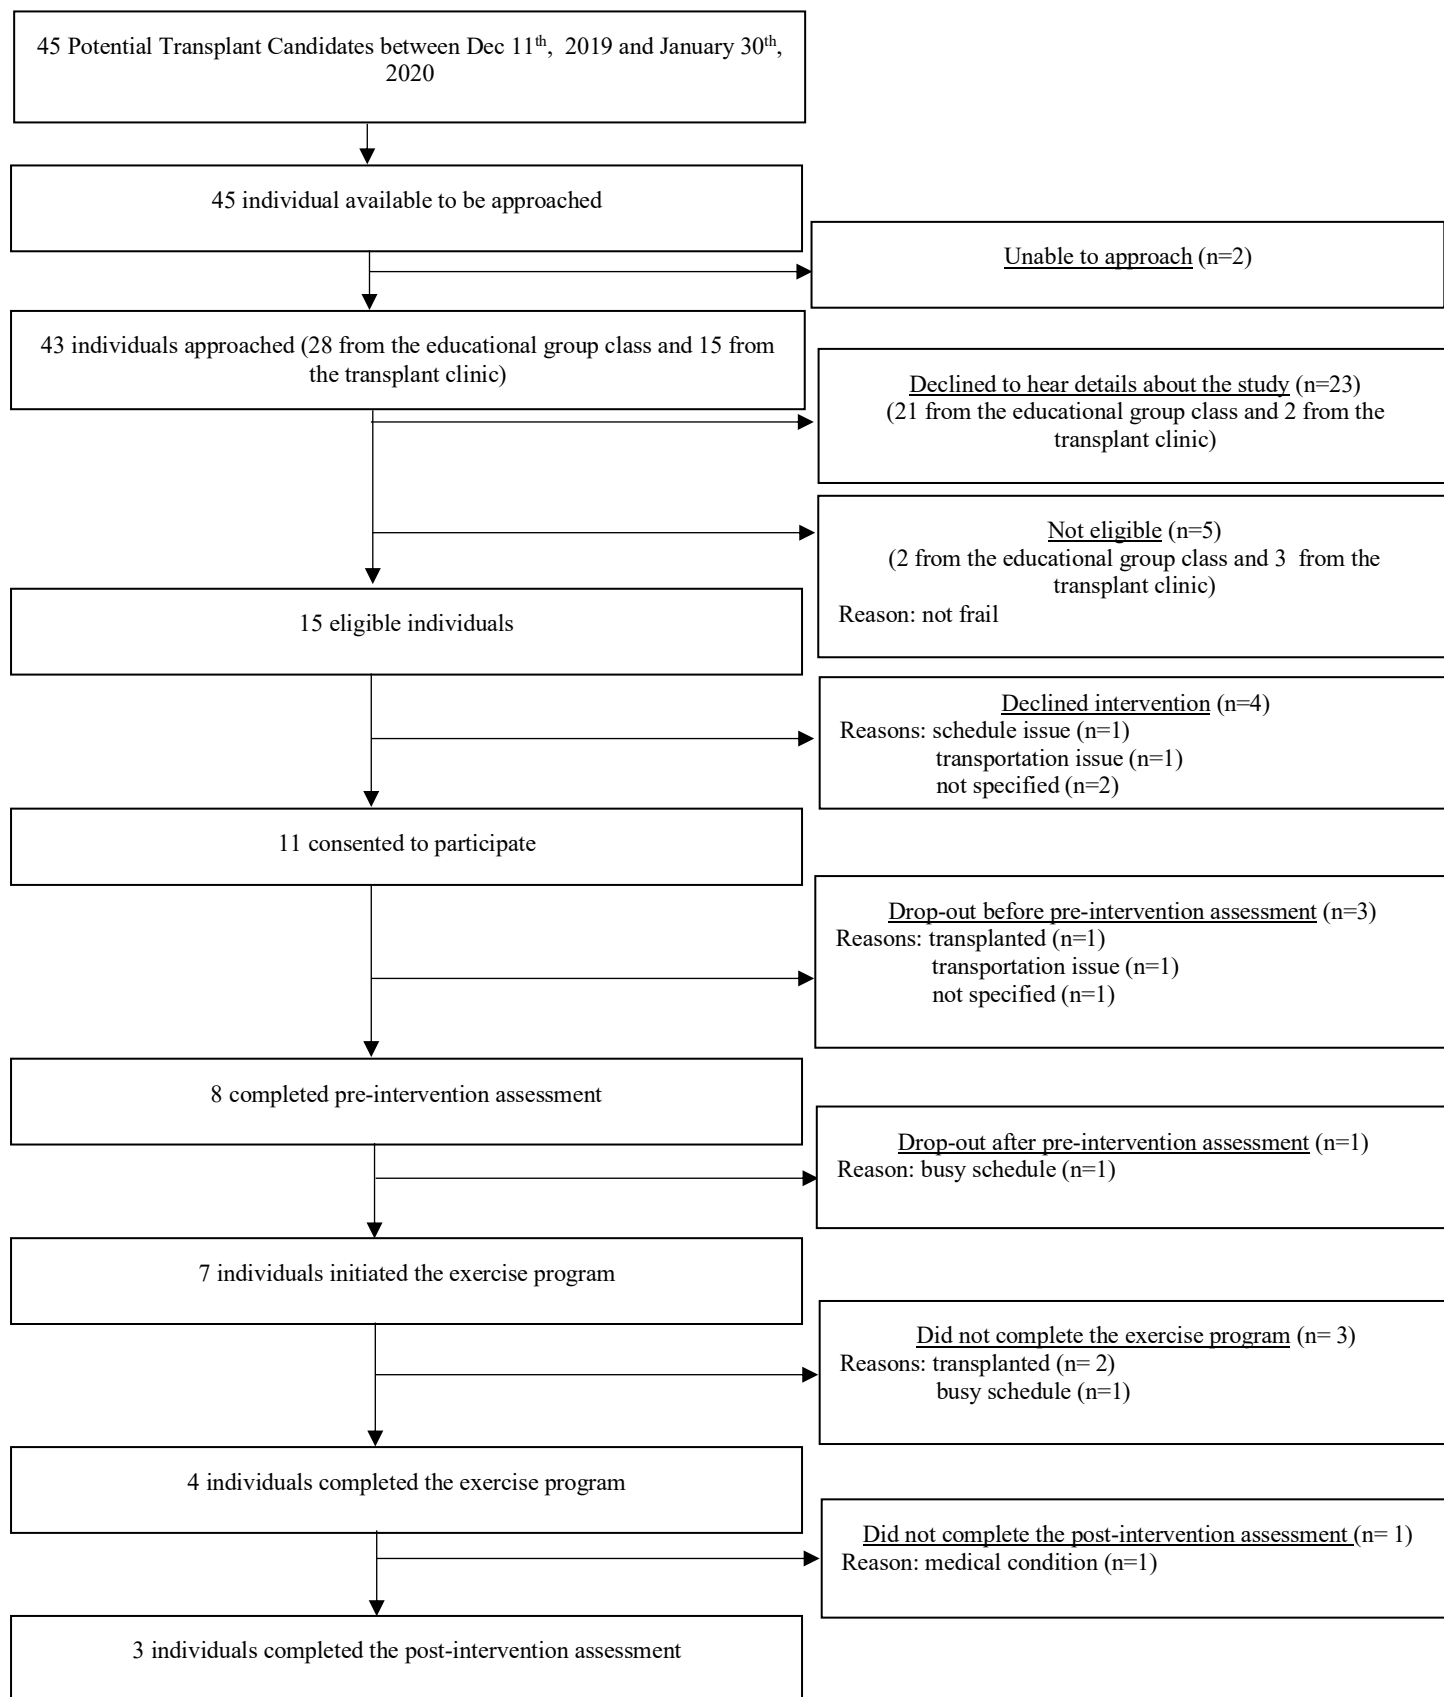 45 Potential Transplant Candidates between Dec 11th, 2019 and January 30th,
2020
45 individual available to be approached
Unable to approach (n=2)
43 individuals approached (28 from the educational group class and 15 from
the transplant clinic)
Declined to hear details about the study (n=23)
(21 from the educational group class and 2 from the
transplant clinic)
Not eligible (n=5)
(2 from the educational group class and 3 from the
transplant clinic)
Reason: not frail
15 eligible individuals
Declined intervention (n=4)
Reasons: schedule issue (n=1)
transportation issue (n=1)
not specified (n=2)
11 consented to participate
Drop-out before pre-intervention assessment (n=3)
Reasons: transplanted (n=1)
transportation issue (n=1)
not specified (n=1)
8 completed pre-intervention assessment
Drop-out after pre-intervention assessment (n=1)
Reason: busy schedule (n=1)
7 individuals initiated the exercise program
Did not complete the exercise program (n= 3)
Reasons: transplanted (n= 2)
busy schedule (n=1)
4 individuals completed the exercise program
Did not complete the post-intervention assessment (n= 1)
Reason: medical condition (n=1)
3 individuals completed the post-intervention assessment